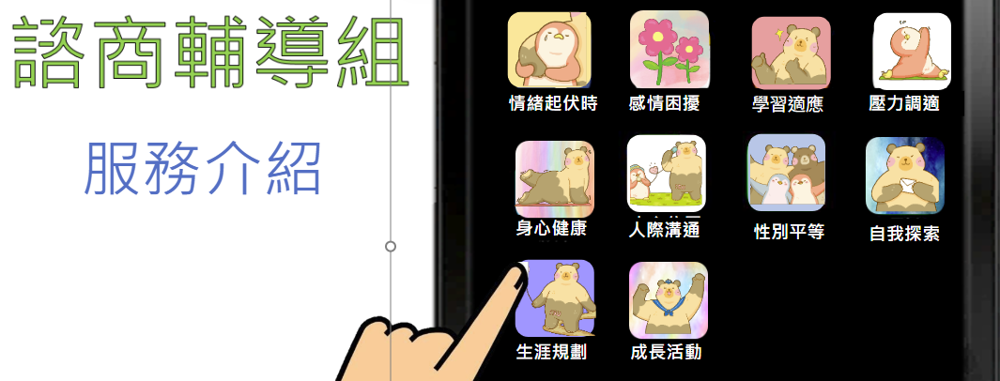 諮商輔導組
服務介紹
情緒起伏時
感情困擾
學習適應
壓力調適
身心健康
人際溝通
性別平等
自我探索
生涯規劃
成長活動